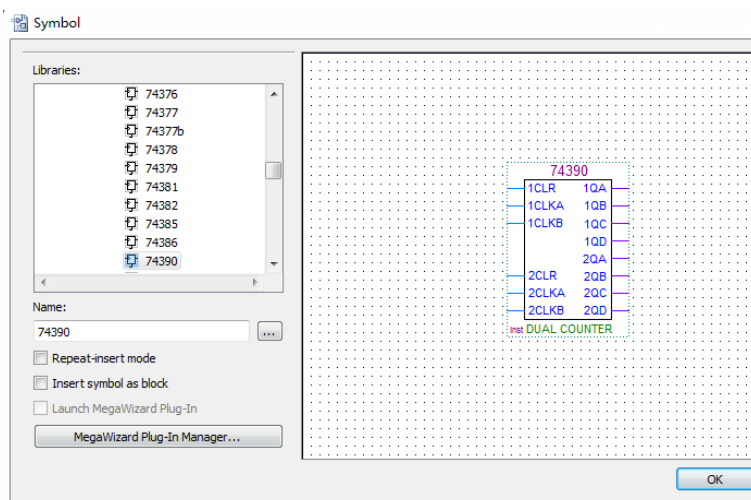 Symbol
Libraries:
74376
74377
74377b
74378
74379
74381
74382
74385
74386
74390
Name:
74390
...
Repeat-insert mode
Insert symbol as block
Launch MegaWizard Plug-In
MegaWizard Plug-In Manager...
74390
1CLR 1QA
1CLKA 1QB
1CLKB 1QC
1QD
2QA
2CLR 2QB
2CLKA 2QC
2CLKB 2QD
inst DUAL COUNTER
OK